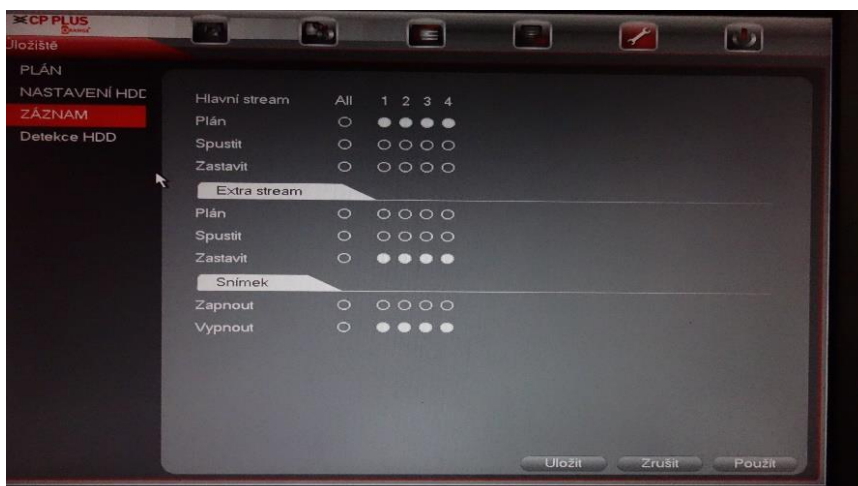 CP PLUS
ORANGE
Úložiště
PLÁN
NASTAVENÍ HDD
ZÁZNAM
Detekce HDD
Hlavní stream All 1 2 3 4
Plán
Spustit
Zastavit
Extra stream
Plán
Spustit
Zastavit
Snímek
Zapnout
Vypnout
Uložit Zrušit Použít